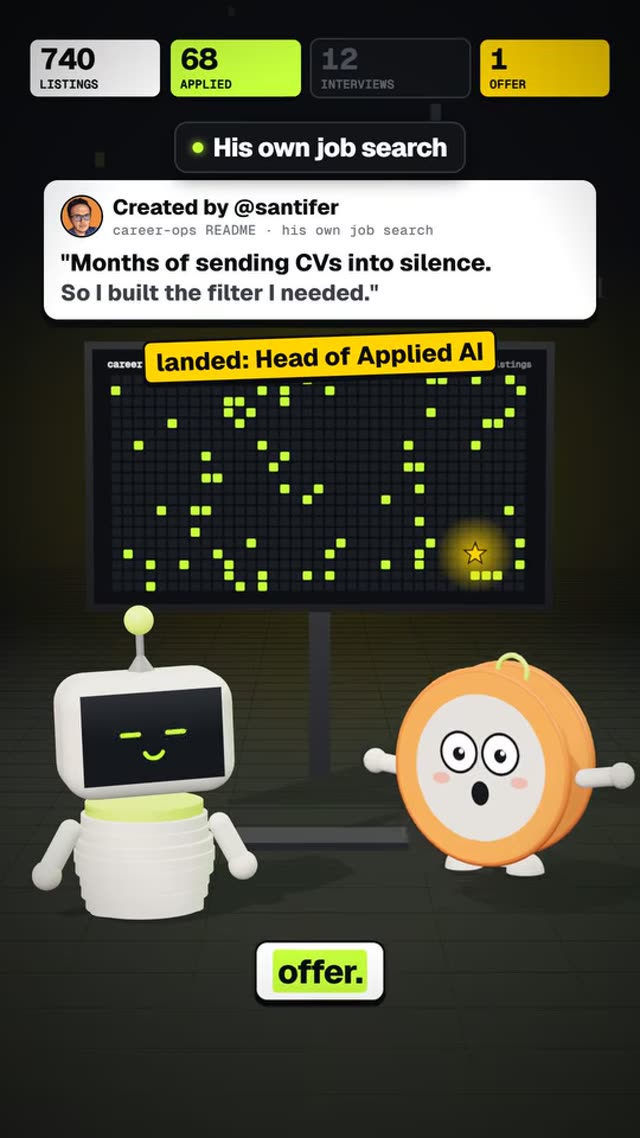 740
LISTINGS
68
APPLIED
12
INTERVIEWS
1
OFFER
His own job search
Created by @santifer
career-ops README · his own job search
"Months of sending CVs into silence.
So I built the filter I needed."
landed: Head of Applied AI
career
offer.